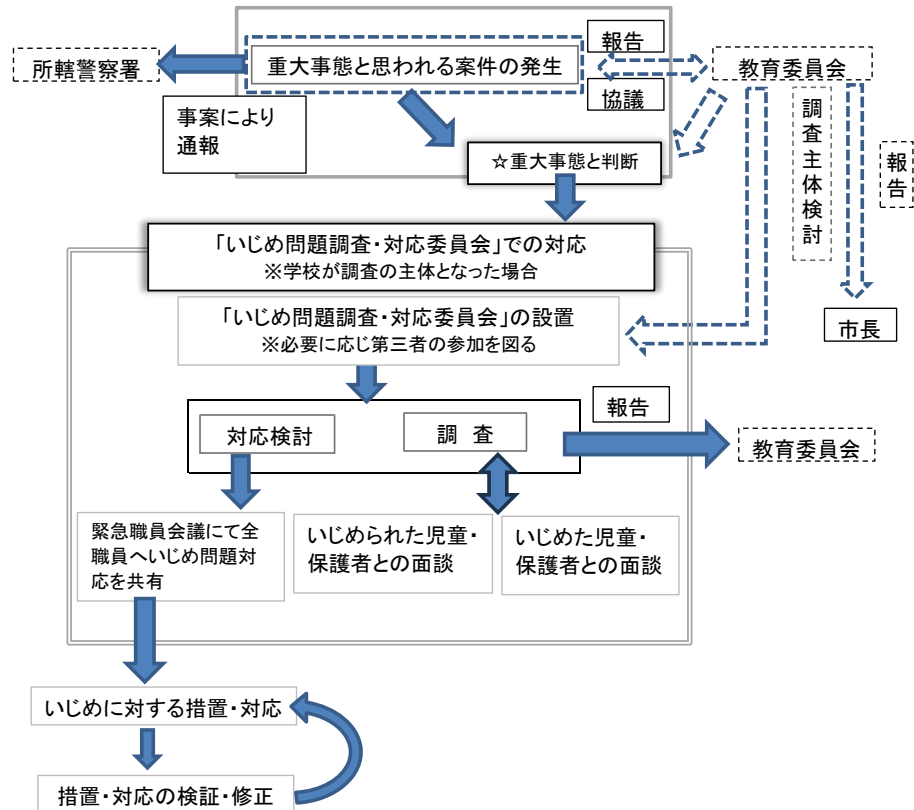 報告
所轄警察署
重大事態と思われる案件の発生
教育委員会
協議
事案により
通報
調査主体検討
報告
☆重大事態と判断
「いじめ問題調査・対応委員会」での対応
※学校が調査の主体となった場合
「いじめ問題調査・対応委員会」の設置
※必要に応じ第三者の参加を図る
市長
報告
対応検討
調 査
教育委員会
緊急職員会議にて全
職員へいじめ問題対
応を共有
いじめられた児童・
保護者との面談
いじめた児童・
保護者との面談
いじめに対する措置・対応
措置・対応の検証・修正